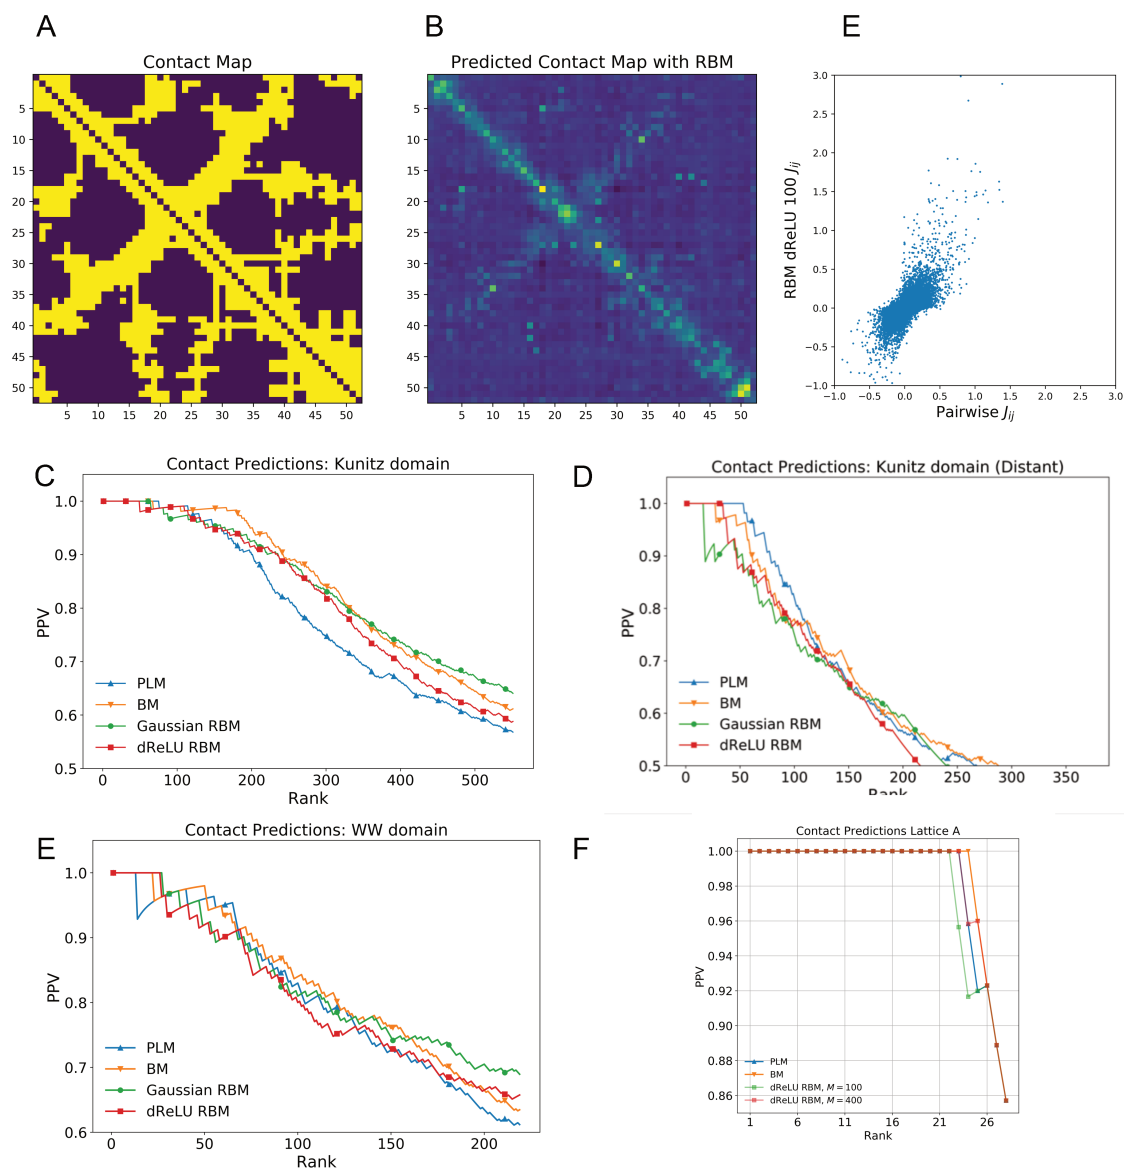 A
B
E
Contact Map
Predicted Contact Map with RBM
5
10
15
20
25
30
35
40
45
50
5 10 15 20 25 30 35 40 45 50
5
10
15
20
25
30
35
40
45
50
5 10 15 20 25 30 35 40 45 50
RBM dReLU 100 Jij
3.0
2.5
2.0
1.5
1.0
0.5
0.0
−0.5
−1.0
−1.0 −0.5 0.0 0.5 1.0 1.5 2.0 2.5 3.0
Pairwise Jij
C
Contact Predictions: Kunitz domain
PPV
1.0
0.9
0.8
0.7
0.6
0.5
PLM
BM
Gaussian RBM
dReLU RBM
0 100 200 300 400 500
Rank
D
Contact Predictions: Kunitz domain (Distant)
PPV
1.0
0.9
0.8
0.7
0.6
0.5
PLM
BM
Gaussian RBM
dReLU RBM
0 50 100 150 200 250 300 350
Rank
E
Contact Predictions: WW domain
PPV
1.0
0.9
0.8
0.7
0.6
PLM
BM
Gaussian RBM
dReLU RBM
0 50 100 150 200
Rank
F
Contact Predictions Lattice A
PPV
1.00
0.98
0.96
0.94
0.92
0.90
0.88
0.86
PLM
BM
dReLU RBM, M = 100
dReLU RBM, M = 400
1 6 11 16 21 26
Rank